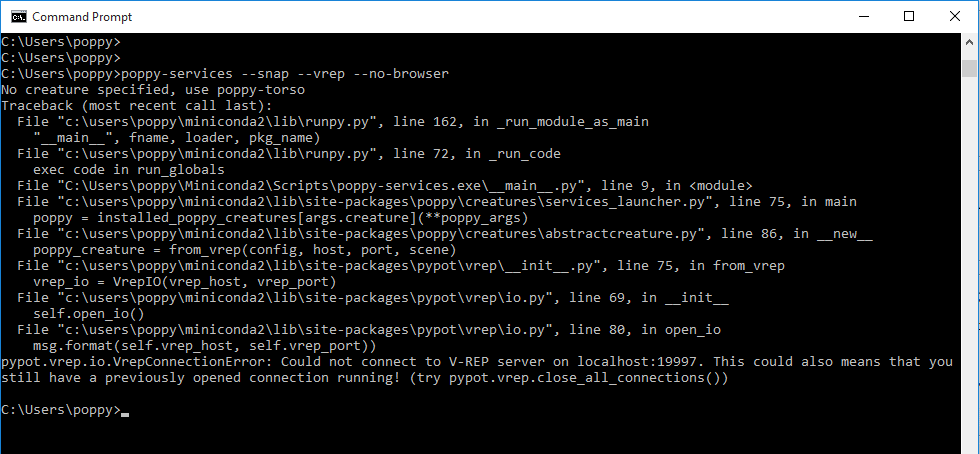 Command Prompt
C:\Users\poppy>
C:\Users\poppy>
C:\Users\poppy>poppy-services --snap --vrep --no-browser
No creature specified, use poppy-torso
Traceback (most recent call last):
  File "c:\users\poppy\miniconda2\lib\runpy.py", line 162, in _run_module_as_main
    "__main__", fname, loader, pkg_name)
  File "c:\users\poppy\miniconda2\lib\runpy.py", line 72, in _run_code
    exec code in run_globals
  File "C:\Users\poppy\Miniconda2\Scripts\poppy-services.exe\__main__.py", line 9, in <module>
  File "c:\users\poppy\miniconda2\lib\site-packages\poppy\creatures\services_launcher.py", line 75, in main
    poppy = installed_poppy_creatures[args.creature](**poppy_args)
  File "c:\users\poppy\miniconda2\lib\site-packages\poppy\creatures\abstractcreature.py", line 86, in __new__
    poppy_creature = from_vrep(config, host, port, scene)
  File "c:\users\poppy\miniconda2\lib\site-packages\pypot\vrep\__init__.py", line 75, in from_vrep
    vrep_io = VrepIO(vrep_host, vrep_port)
  File "c:\users\poppy\miniconda2\lib\site-packages\pypot\vrep\io.py", line 69, in __init__
    self.open_io()
  File "c:\users\poppy\miniconda2\lib\site-packages\pypot\vrep\io.py", line 80, in open_io
    msg.format(self.vrep_host, self.vrep_port))
pypot.vrep.io.VrepConnectionError: Could not connect to V-REP server on localhost:19997. This could also means that you
still have a previously opened connection running! (try pypot.vrep.close_all_connections())
C:\Users\poppy>